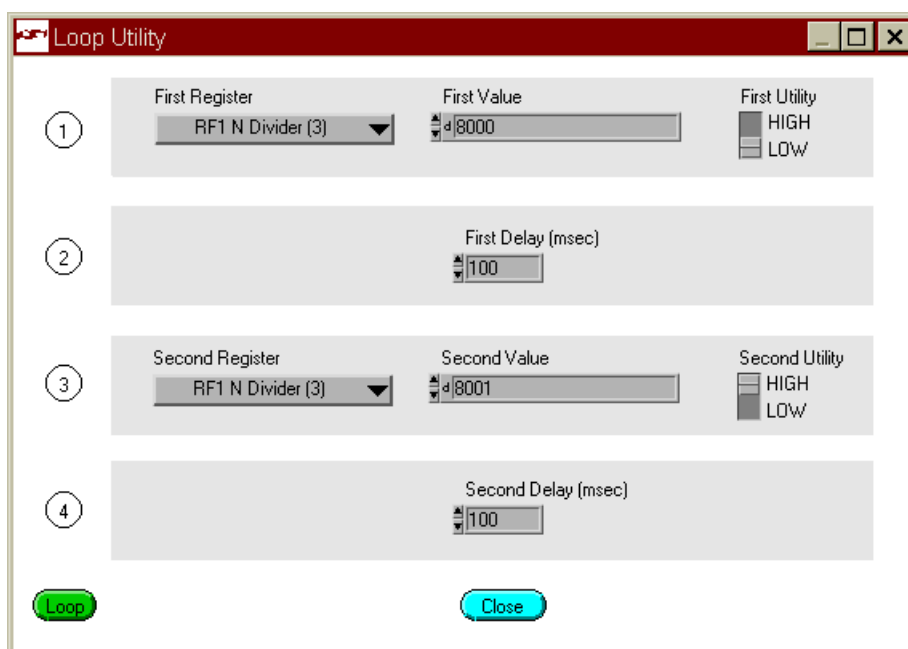 Loop Utility
1
First Register
First Value
First Utility
RF1 N Divider (3)
d 8000
HIGH
LOW
2
First Delay (msec)
100
3
Second Register
Second Value
Second Utility
RF1 N Divider (3)
d 8001
HIGH
LOW
4
Second Delay (msec)
100
Loop
Close